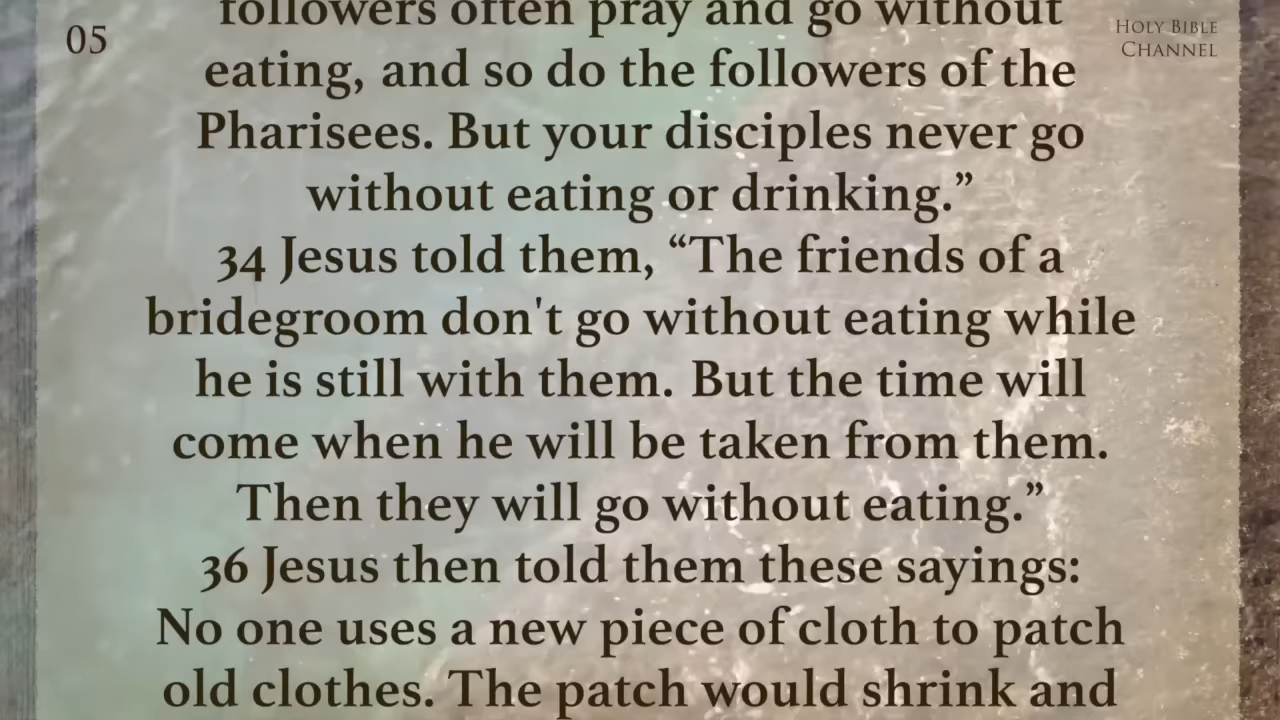 05
HOLY BIBLE
CHANNEL
followers often pray and go without
eating, and so do the followers of the
Pharisees. But your disciples never go
without eating or drinking.”
34 Jesus told them, “The friends of a
bridegroom don't go without eating while
he is still with them. But the time will
come when he will be taken from them.
Then they will go without eating.”
36 Jesus then told them these sayings:
No one uses a new piece of cloth to patch
old clothes. The patch would shrink and